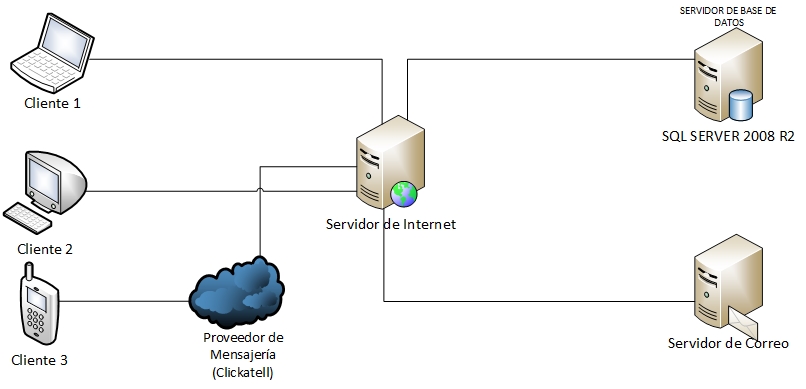 SERVIDOR DE BASE DE
DATOS
Cliente 1
SQL SERVER 2008 R2
Servidor de Internet
Cliente 2
Proveedor de
Mensajería
(Clickatell)
Servidor de Correo
Cliente 3